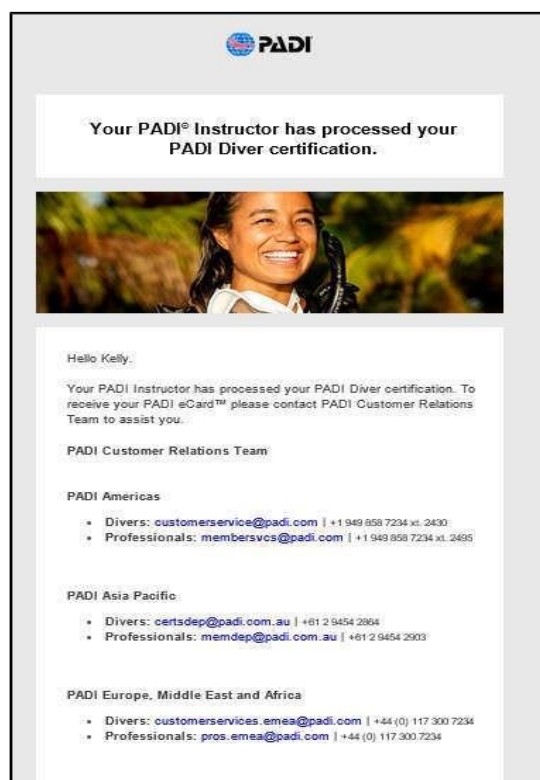 PADI
Your PADI® Instructor has processed your
PADI Diver certification.
Hello Kelly.
Your PADI Instructor has processed your PADI Diver certification. To
receive your PADI eCard™ please contact PADI Customer Relations
Team to assist you.
PADI Customer Relations Team
PADI Americas
• Divers: customerservice@padi.com | +1 949 858 7234 xt. 2430
• Professionals: membersvcs@padi.com | +1 949 858 7234 xt. 2495
PADI Asia Pacific
• Divers: certsdep@padi.com.au | +61 2 9454 2864
• Professionals: memdep@padi.com.au | +61 2 9454 2903
PADI Europe, Middle East and Africa
• Divers: customerservices.emea@padi.com | +44 (0) 117 300 7234
• Professionals: pros.emea@padi.com | +44 (0) 117 300 7234